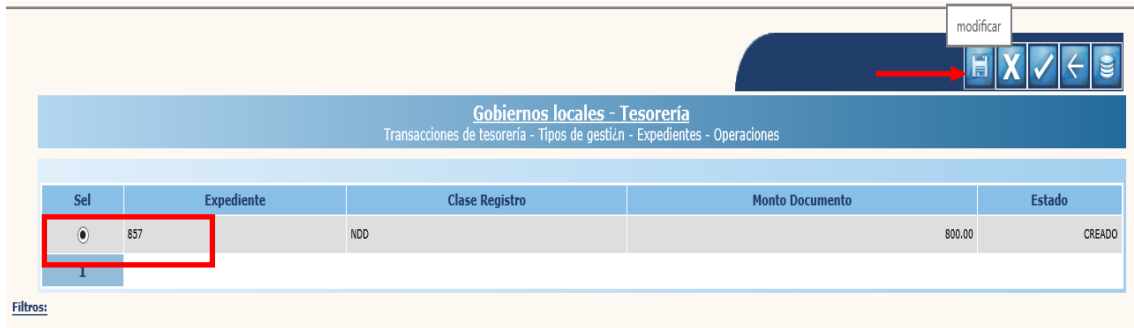 modificar
Gobiernos locales - Tesorería
Transacciones de tesorería - Tipos de gesti¿n - Expedientes - Operaciones
Sel Expediente Clase Registro Monto Documento Estado
857 NDD 800.00 CREADO
1
Filtros: